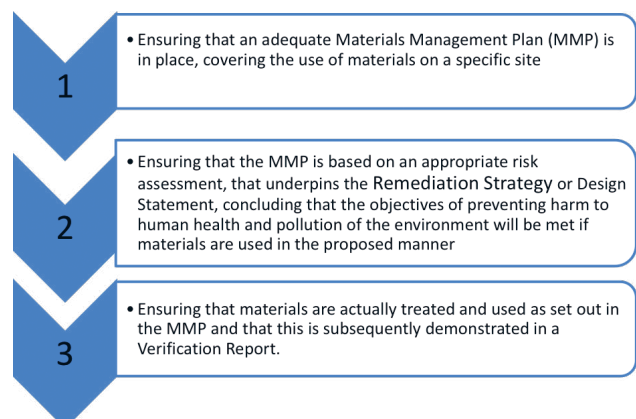 1
• Ensuring that an adequate Materials Management Plan (MMP) is
in place, covering the use of materials on a specific site
2
• Ensuring that the MMP is based on an appropriate risk
assessment, that underpins the Remediation Strategy or Design
Statement, concluding that the objectives of preventing harm to
human health and pollution of the environment will be met if
materials are used in the proposed manner
3
• Ensuring that materials are actually treated and used as set out in
the MMP and that this is subsequently demonstrated in a
Verification Report.